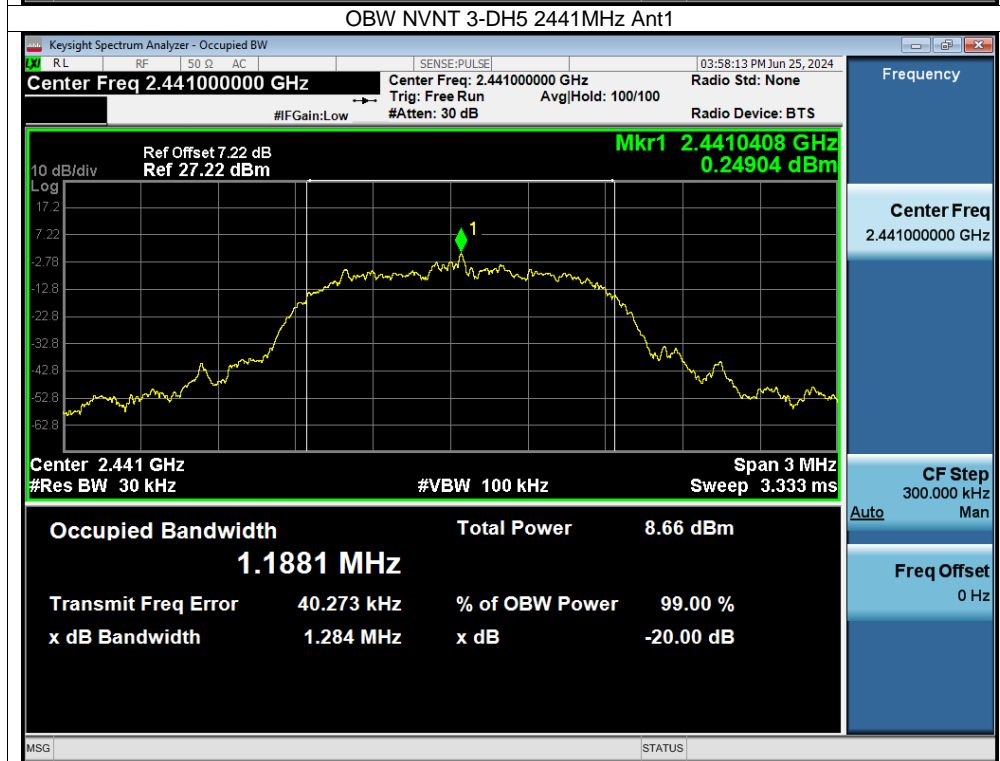 OBW NVNT 3-DH5 2441MHz Ant1
Keysight Spectrum Analyzer - Occupied BW
LXI RL RF 50 Ω AC SENSE:PULSE 03:58:13 PM Jun 25, 2024
Center Freq 2.441000000 GHz
Center Freq: 2.441000000 GHz
Radio Std: None
Trig: Free Run Avg|Hold: 100/100
#IFGain:Low
#Atten: 30 dB
Radio Device: BTS
Frequency
Mkr1 2.4410408 GHz
0.24904 dBm
Ref Offset 7.22 dB
10 dB/div Ref 27.22 dBm
Log
17.2
7.22
-2.78
-12.8
-22.8
-32.8
-42.8
-52.8
-62.8
1
Center 2.441 GHz
Span 3 MHz
#Res BW 30 kHz
#VBW 100 kHz
Sweep 3.333 ms
Center Freq
2.441000000 GHz
CF Step
300.000 kHz
Auto Man
Freq Offset
0 Hz
Occupied Bandwidth
1.1881 MHz
Total Power 8.66 dBm
Transmit Freq Error 40.273 kHz
% of OBW Power 99.00 %
x dB Bandwidth 1.284 MHz
x dB -20.00 dB
MSG
STATUS